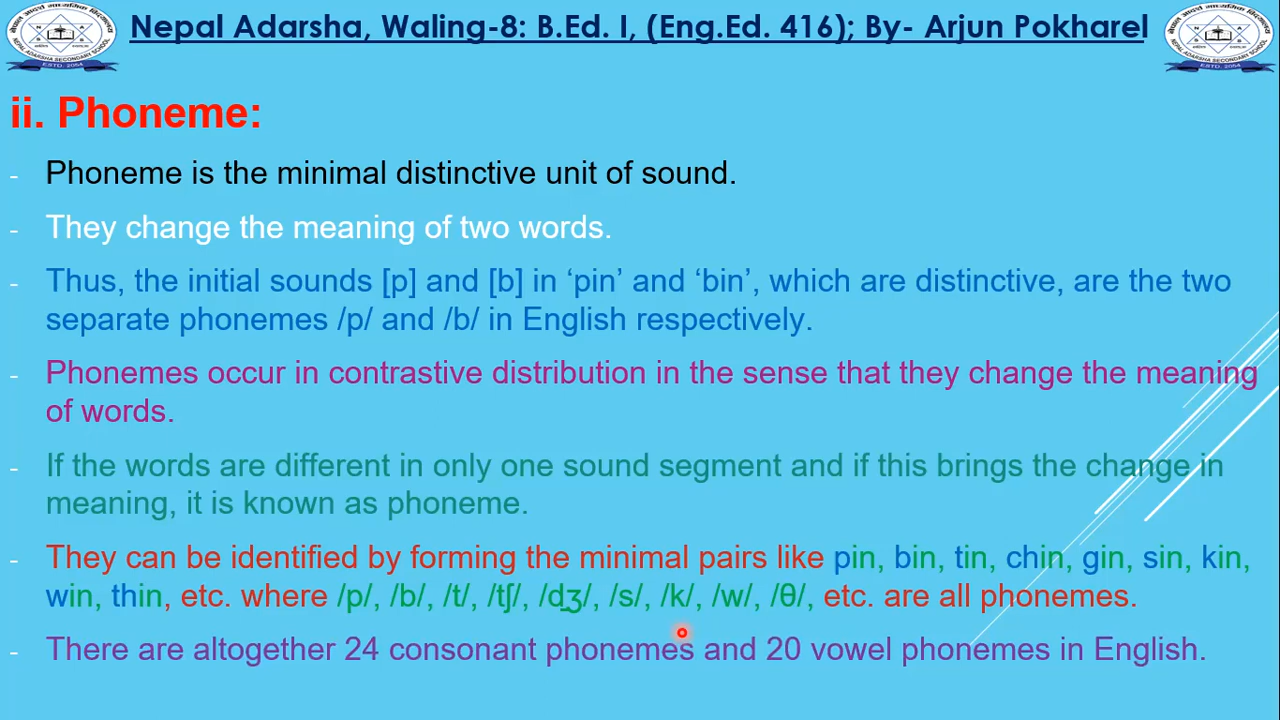 Nepal Adarsha, Waling-8: B.Ed. I, (Eng.Ed. 416); By- Arjun Pokharel
ii. Phoneme:
- Phoneme is the minimal distinctive unit of sound.
- They change the meaning of two words.
- Thus, the initial sounds [p] and [b] in ‘pin’ and ‘bin’, which are distinctive, are the two
separate phonemes /p/ and /b/ in English respectively.
- Phonemes occur in contrastive distribution in the sense that they change the meaning
of words.
- If the words are different in only one sound segment and if this brings the change in
meaning, it is known as phoneme.
- They can be identified by forming the minimal pairs like pin, bin, tin, chin, gin, sin, kin,
win, thin, etc. where /p/, /b/, /t/, /tʃ/, /dʒ/, /s/, /k/, /w/, /θ/, etc. are all phonemes.
- There are altogether 24 consonant phonemes and 20 vowel phonemes in English.